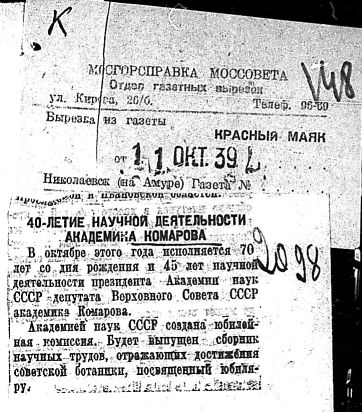 К
МОСГОРСПРАВКА МОССОВЕТА
Отдел газетных вырезок
ул. Кирова, 26/б. Телеф. 96-69
Вырезка из газеты
КРАСНЫЙ МАЯК
от 11 ОКТ. 39
Николаевск (на Амуре) Газета №
и Ивановской областей.
40-ЛЕТИЕ НАУЧНОЙ ДЕЯТЕЛЬНОСТИ
АКАДЕМИКА КОМАРОВА
2098
В октябре этого года исполняется 70
лет со дня рождения и 45 лет научной
деятельности президента Академии наук
СССР депутата Верховного Совета СССР
академика Комарова.
Академией наук СССР создана юбилей-
ная комиссия. Будет выпущен сборник
научных трудов, отражающих достижения
советской ботаники, посвященный юбиля-
ру.